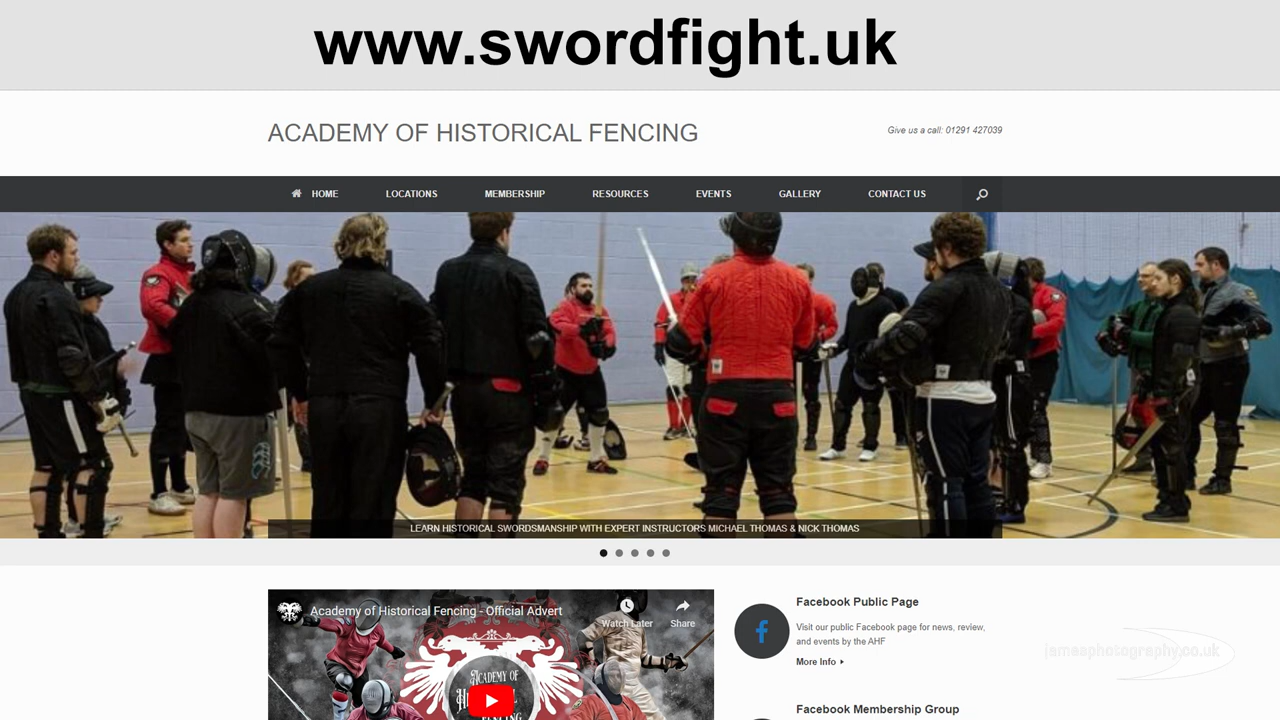 www.swordfight.uk
ACADEMY OF HISTORICAL FENCING
Give us a call: 01291 427039
HOME
LOCATIONS
MEMBERSHIP
RESOURCES
EVENTS
GALLERY
CONTACT US
LEARN HISTORICAL SWORDSMANSHIP WITH EXPERT INSTRUCTORS MICHAEL THOMAS & NICK THOMAS
Academy of Historical Fencing - Official Advert
Watch Later
Share
ACADEMY OF
FENCING
Facebook Public Page
Visit our public Facebook page for news, review,
and events by the AHF
More Info
jamesphotography.co.uk
Facebook Membership Group